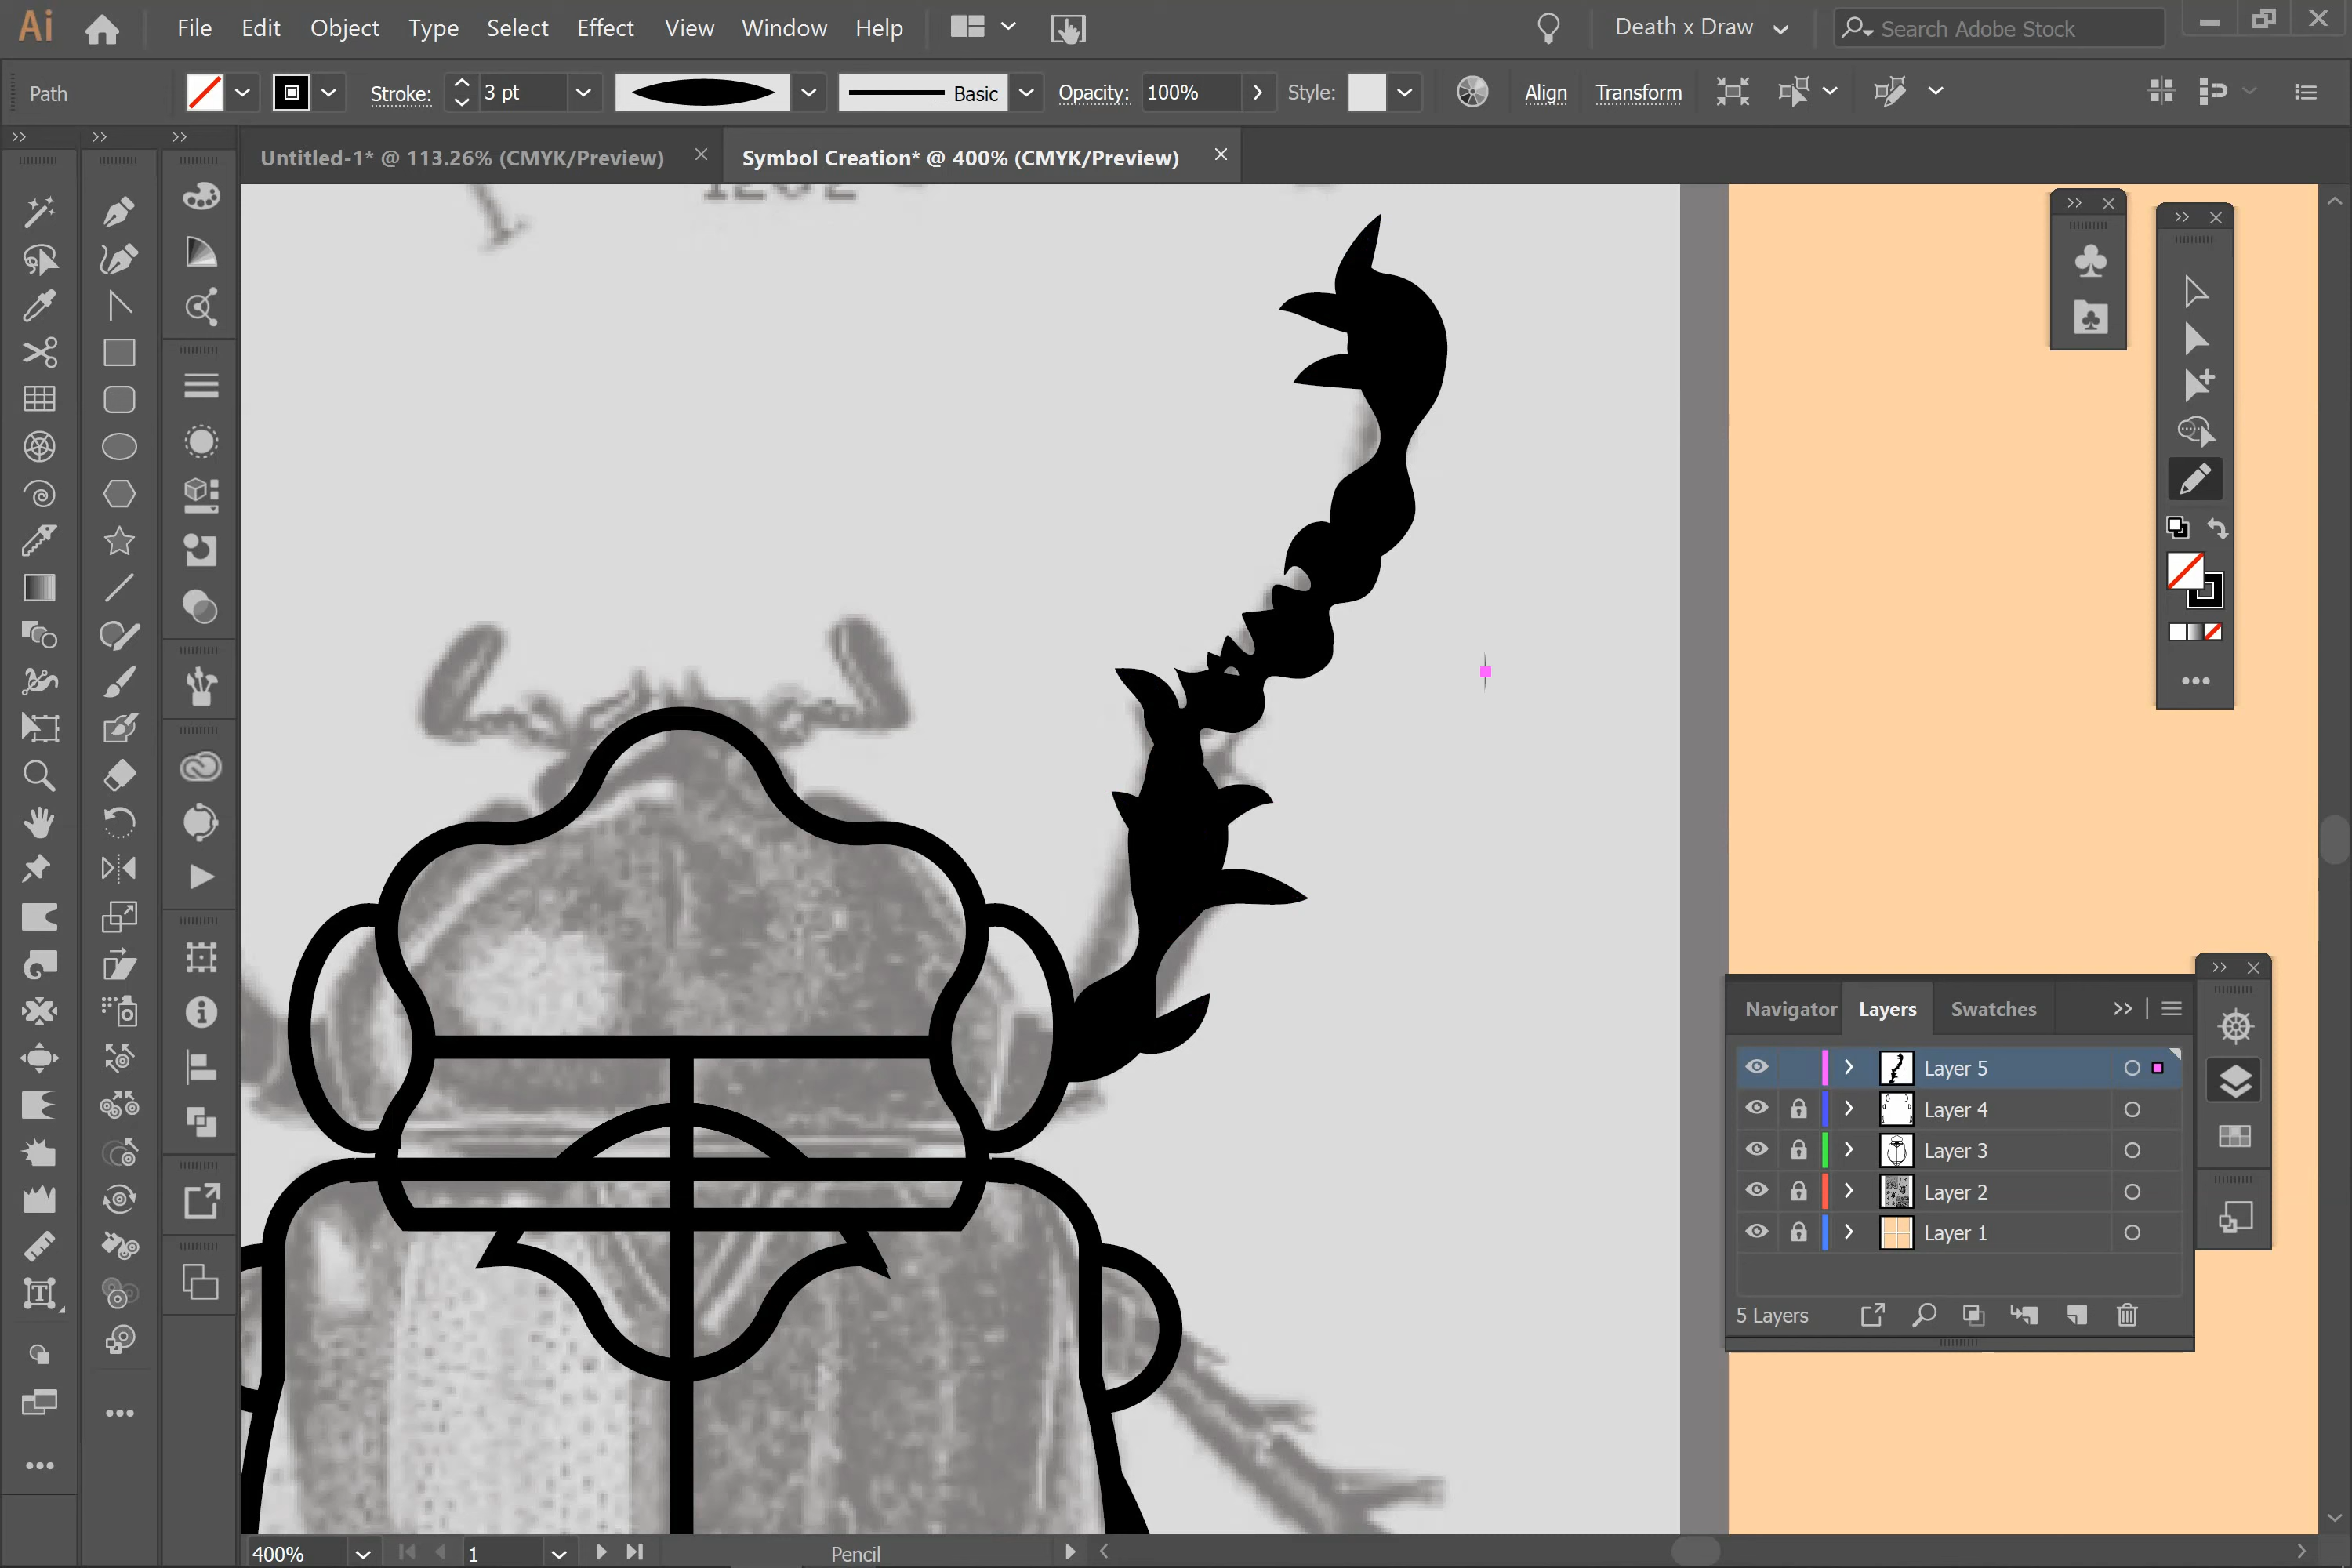 Ai File Edit Object Type Select Effect View Window Help Death x Draw Search Adobe Stock
Path Stroke: 3 pt Basic Opacity: 100% Style: Align Transform
Untitled-1* @ 113.26% (CMYK/Preview) Symbol Creation* @ 400% (CMYK/Preview)
Navigator Layers Swatches
Layer 5
Layer 4
Layer 3
Layer 2
Layer 1
5 Layers
400% 1 Pencil